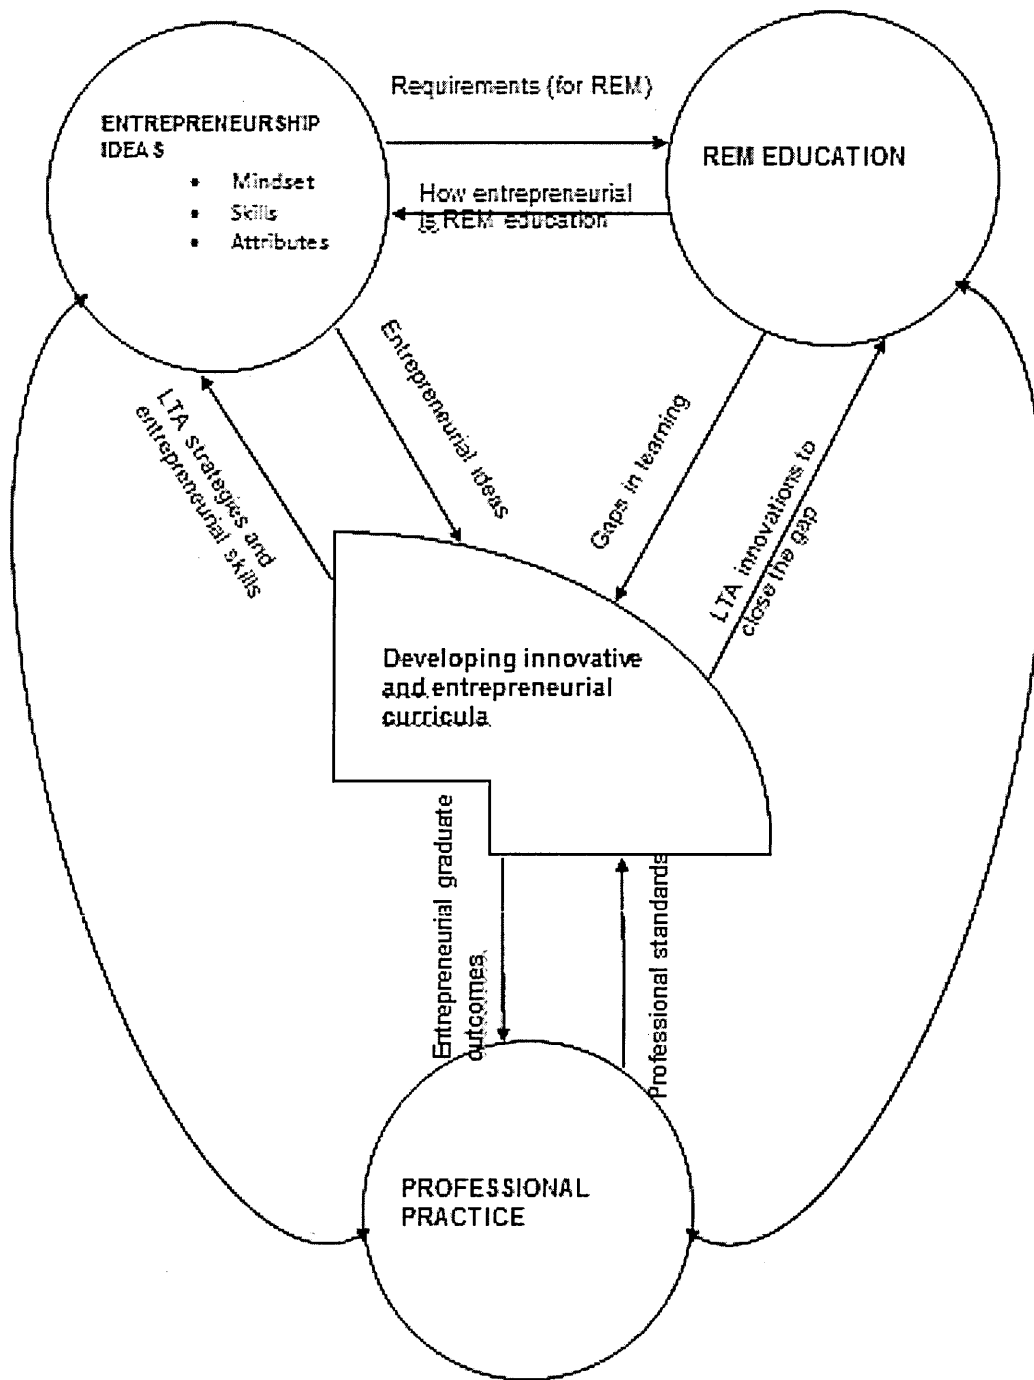 Requirements (for REM)
ENTREPRENEURSHIP
IDEAS
• Mindset
• Skills
• Attributes
REM EDUCATION
How entrepreneurial
is REM education
Entrepreneurial ideas
LTA strategies and
entrepreneurial skills
Gaps in learning
LTA innovations to
close the gap
Developing innovative
and entrepreneurial
curricula
Entrepreneurial graduate
outcomes
Professional standards
PROFESSIONAL
PRACTICE